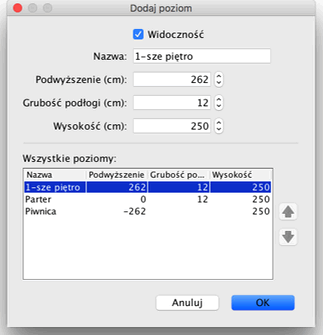 Dodaj poziom
Widoczność
Nazwa: 1-sze piętro
Podwyższenie (cm): 262
Grubość podłogi (cm): 12
Wysokość (cm): 250
Wszystkie poziomy:
Nazwa Podwyższenie Grubość po... Wysokość
1-sze piętro 262 12 250
Parter 0 12 250
Piwnica -262 250
Anuluj OK